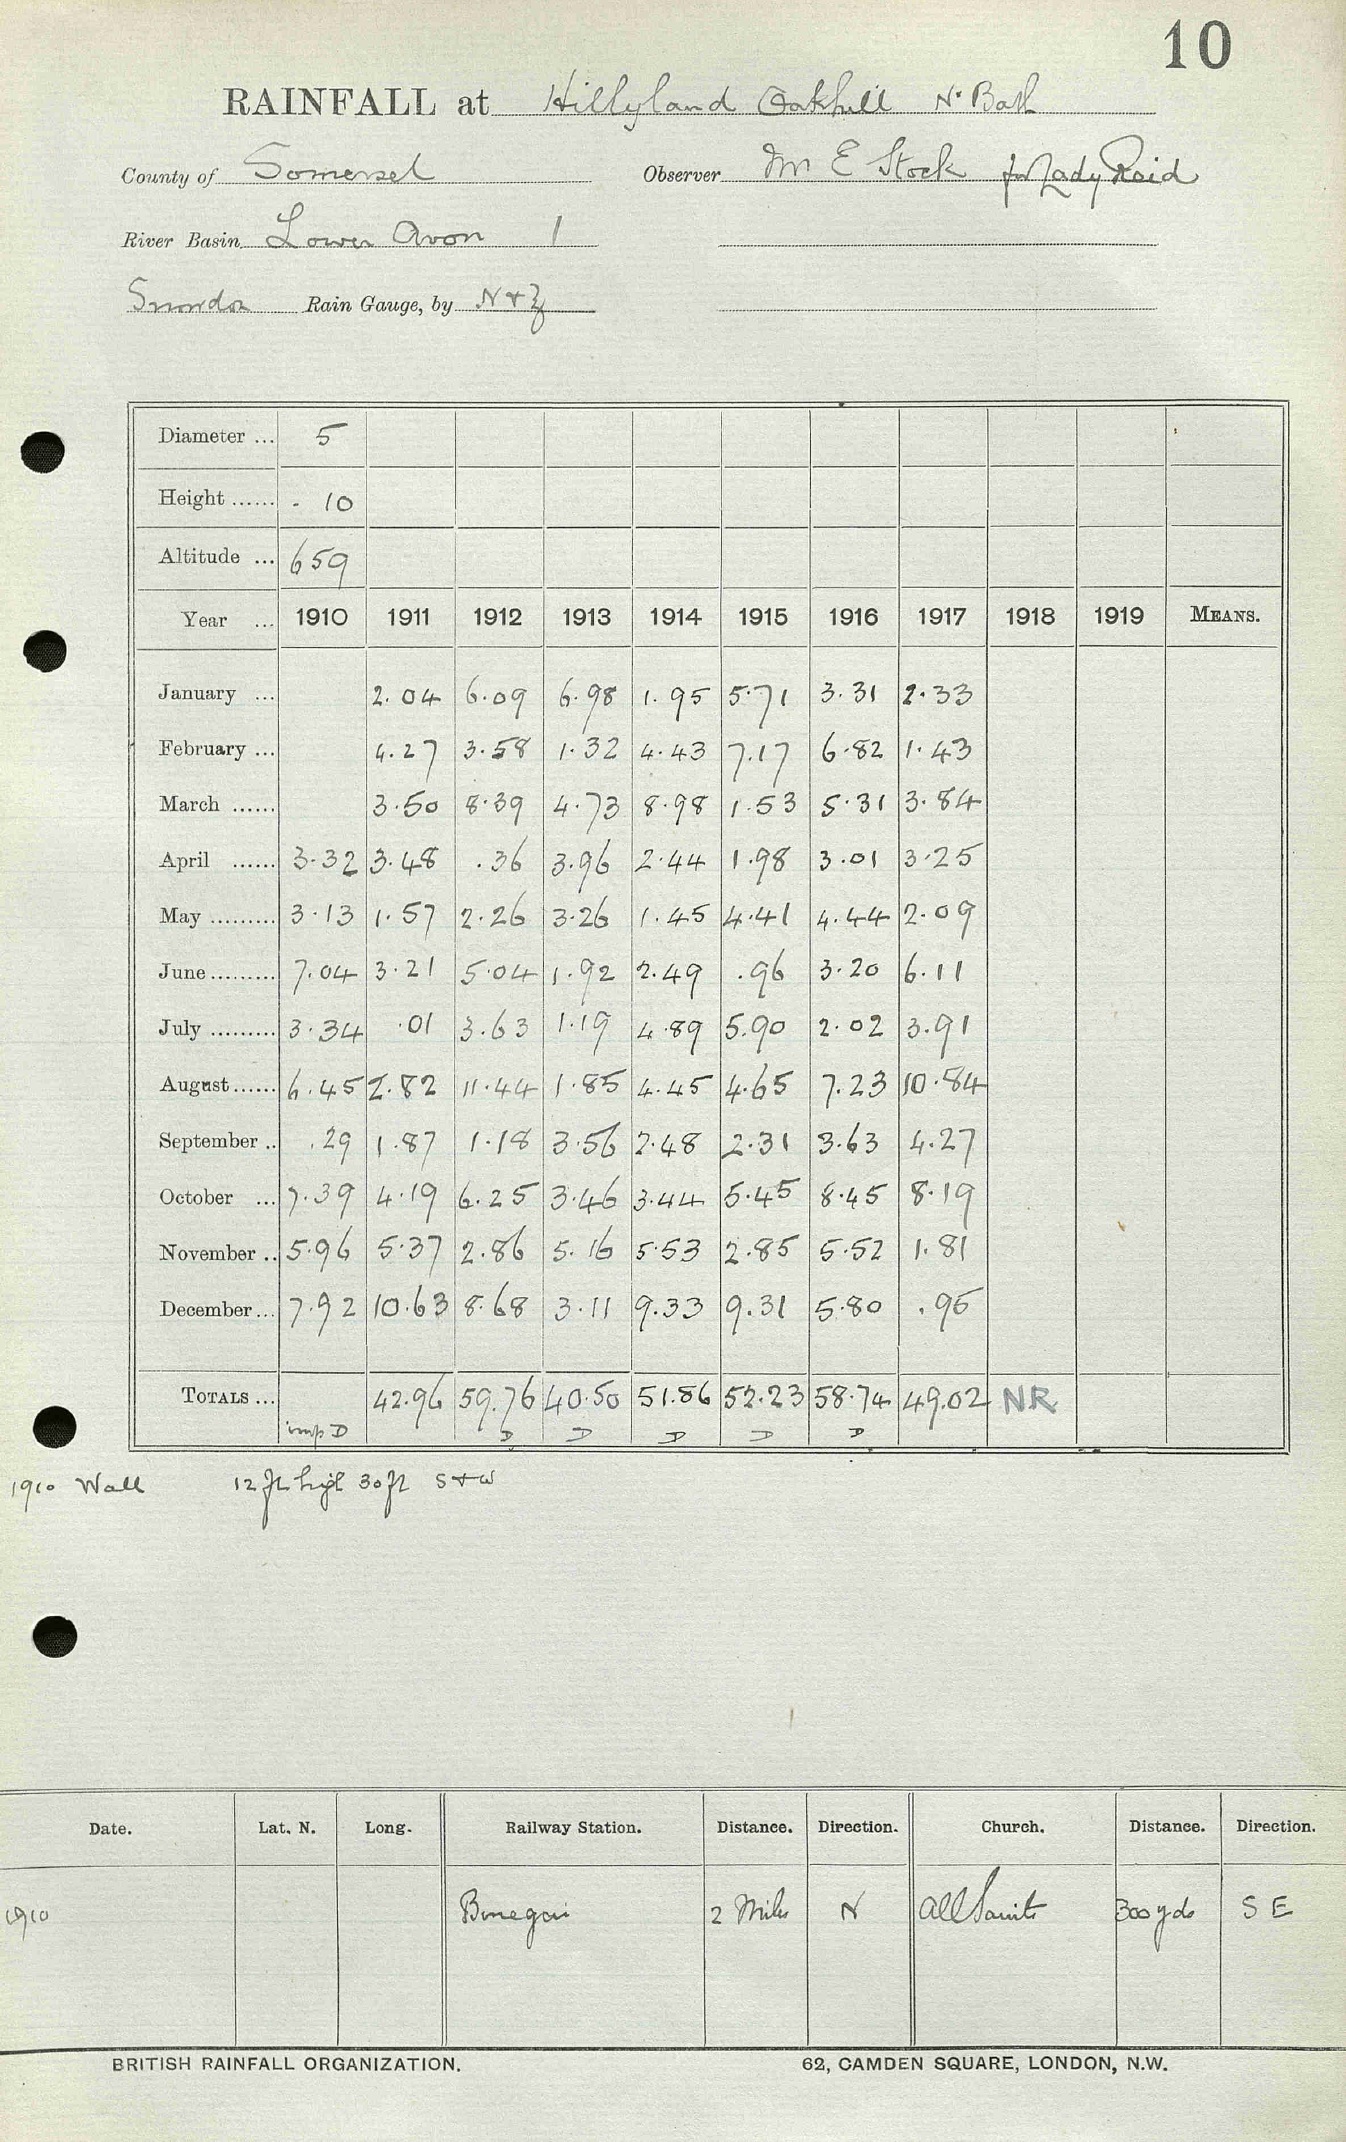 10
RAINFALL at Hillyland Oakhill Nr Bath
County of Somerset Observer Mr E Stock for Lady Reid
River Basin Lower Avon 1
Snowdon Rain Gauge, by N & Z
Diameter ... 5
Height ...... - 10
Altitude ... 659
Year ... 1910 1911 1912 1913 1914 1915 1916 1917 1918 1919 MEANS.
January ... 2.04 6.09 6.98 1.95 5.71 3.31 2.33
February ... 4.27 3.58 1.32 4.43 7.17 6.82 1.43
March ...... 3.50 8.39 4.73 8.98 1.53 5.31 3.84
April ...... 3.32 3.48 .36 3.96 2.44 1.98 3.01 3.25
May ......... 3.13 1.57 2.26 3.26 1.45 4.41 4.44 2.09
June ......... 7.04 3.21 5.04 1.92 2.49 .96 3.20 6.11
July ......... 3.34 .01 3.63 1.19 4.89 5.90 2.02 3.91
August ...... 6.45 2.82 11.44 1.85 4.45 4.65 7.23 10.84
September .. .29 1.87 1.18 3.56 2.48 2.31 3.63 4.27
October ... 7.39 4.19 6.25 3.46 3.44 5.45 8.45 8.19
November .. 5.96 5.37 2.86 5.16 5.53 2.85 5.52 1.81
December ... 7.92 10.63 8.68 3.11 9.33 9.31 5.80 .95
TOTALS ... 42.96 59.76 40.50 51.86 52.23 58.74 49.02 NR
imp D D D D D D
1910 Wall 12 ft high 30 ft S & W
Date. Lat. N. Long. Railway Station. Distance. Direction. Church. Distance. Direction.
1910 Binegar 2 Miles N All Saints 300 yds S E
BRITISH RAINFALL ORGANIZATION. 62, CAMDEN SQUARE, LONDON, N.W.